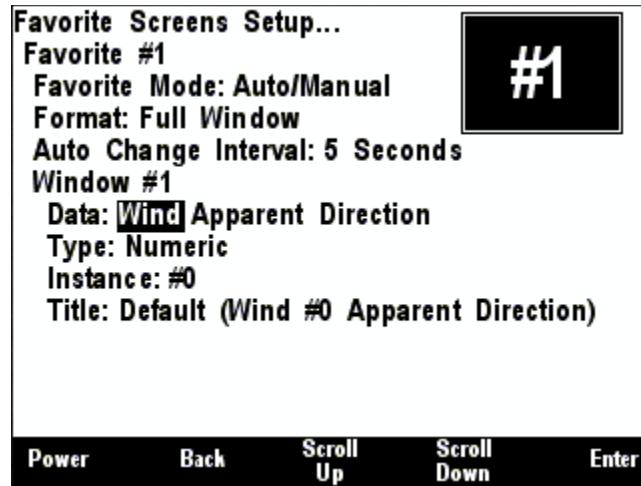 Favorite Screens Setup...
Favorite #1
#1
Favorite Mode: Auto/Manual
Format: Full Window
Auto Change Interval: 5 Seconds
Window #1
Data: Wind Apparent Direction
Type: Numeric
Instance: #0
Title: Default (Wind #0 Apparent Direction)
Power Back Scroll Up Scroll Down Enter